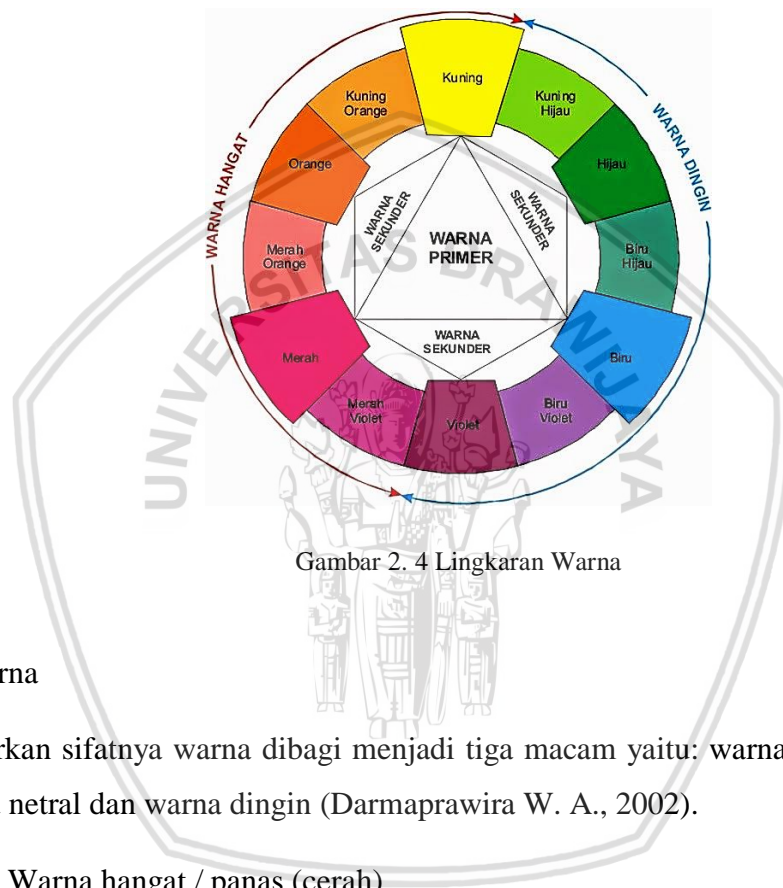 Kuning
Kuning
Orange
Kuning
Hijau
Orange
Hijau
WARNA HANGAT
WARNA DINGIN
WARNA
SEKUNDER
WARNA
SEKUNDER
Merah
Orange
WARNA
PRIMER
Biru
Hijau
WARNA
SEKUNDER
Merah
Biru
Merah
Violet
Violet
Biru
Violet
UNIVERSITAS BRAWIJAYA
Gambar 2. 4 Lingkaran Warna
rna
rkan sifatnya warna dibagi menjadi tiga macam yaitu: warna
netral dan warna dingin (Darmaprawira W. A., 2002).
Warna hangat / panas (cerah)